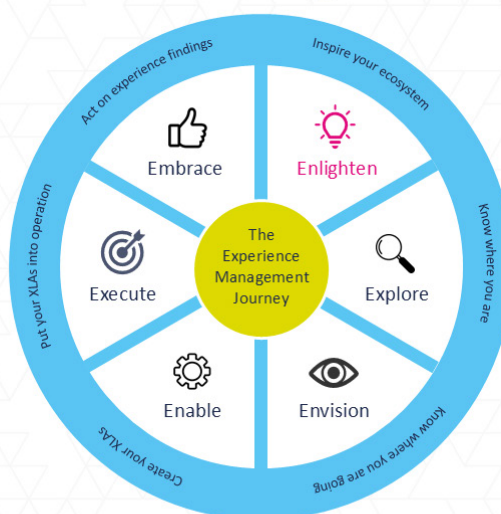 The
Experience
Management
Journey
Inspire your ecosystem
Enlighten
Know where you are
Explore
Know where you are going
Envision
Create your XLAs
Enable
Put your XLAs into operation
Execute
Act on experience findings
Embrace